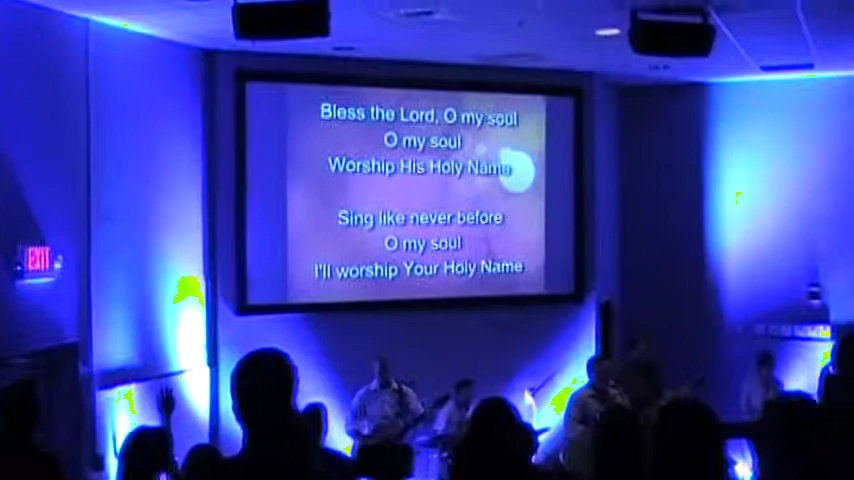 Bless the Lord, O my soul
O my soul
Worship His Holy Name
Sing like never before
O my soul
I'll worship Your Holy Name
EXIT